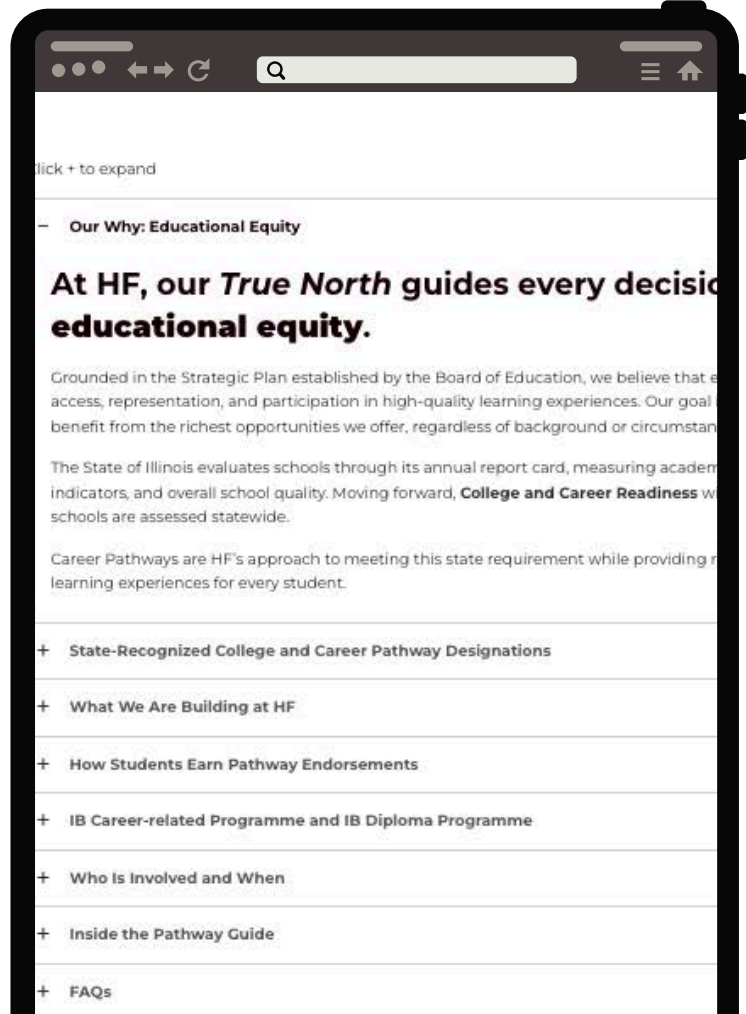 lick + to expand
− Our Why: Educational Equity
At HF, our True North guides every decisio
educational equity.
Grounded in the Strategic Plan established by the Board of Education, we believe that e
access, representation, and participation in high-quality learning experiences. Our goal
benefit from the richest opportunities we offer, regardless of background or circumstan
The State of Illinois evaluates schools through its annual report card, measuring academ
indicators, and overall school quality. Moving forward, College and Career Readiness wi
schools are assessed statewide.
Career Pathways are HF's approach to meeting this state requirement while providing r
learning experiences for every student.
+ State-Recognized College and Career Pathway Designations
+ What We Are Building at HF
+ How Students Earn Pathway Endorsements
+ IB Career-related Programme and IB Diploma Programme
+ Who Is Involved and When
+ Inside the Pathway Guide
+ FAQs